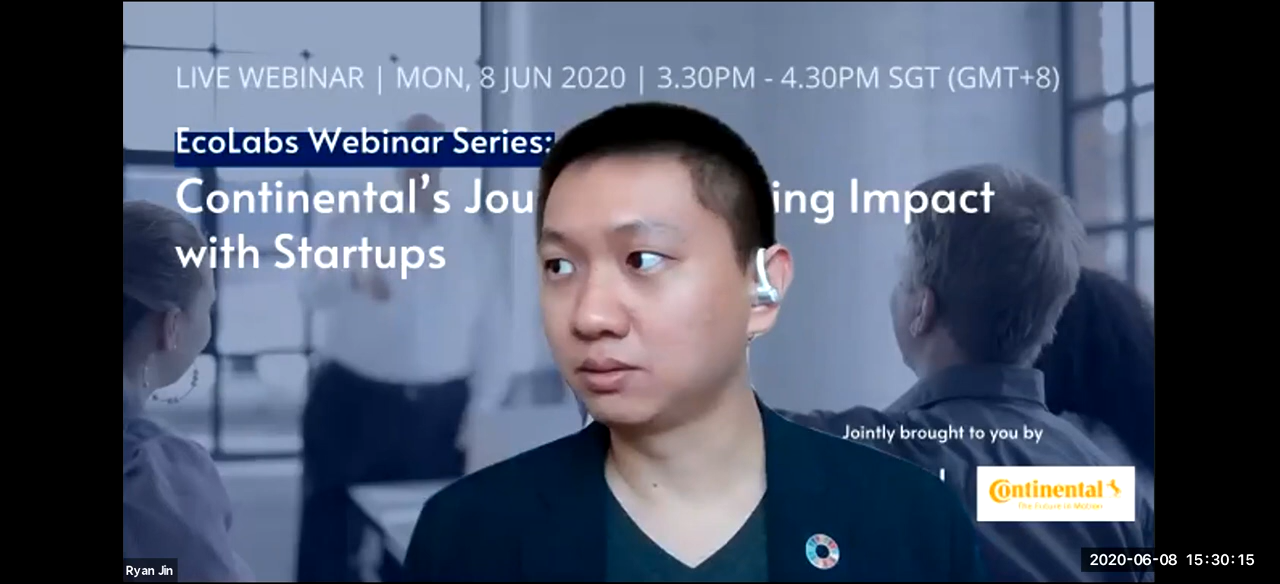 LIVE WEBINAR | MON, 8 JUN 2020 | 3.30PM - 4.30PM SGT (GMT+8)
EcoLabs Webinar Series:
Continental's Jou ing Impact
with Startups
Jointly brought to you by
Continental
The Future in Motion
Ryan Jin
2020-06-08 15:30:15